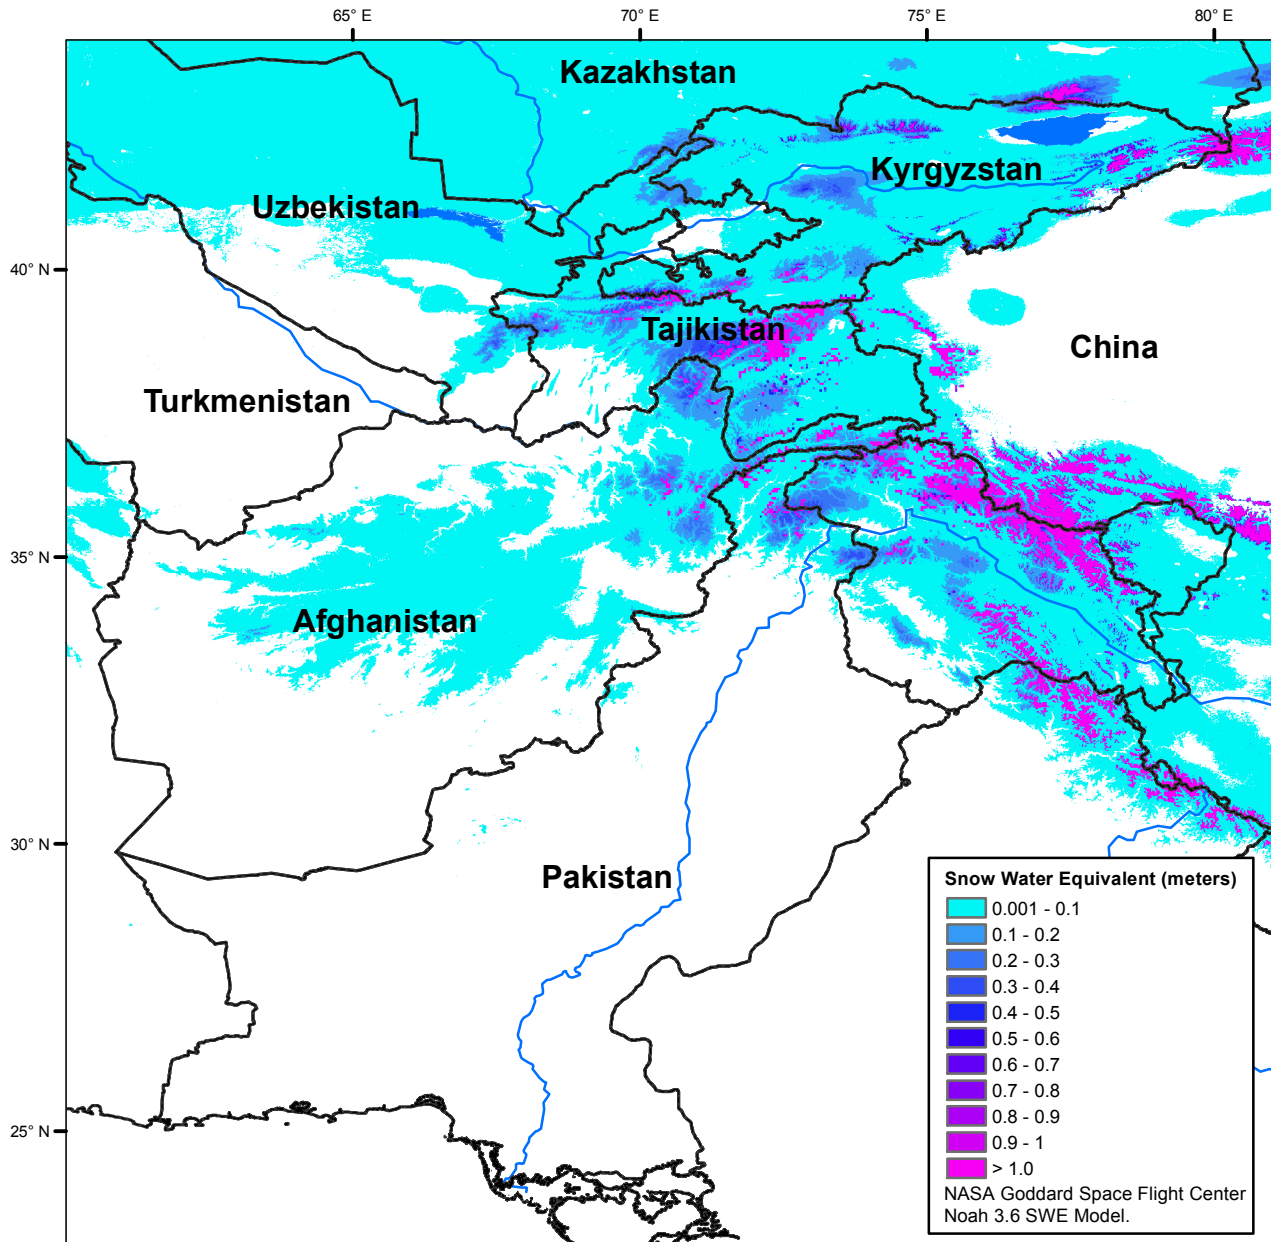 65° E
70° E
75° E
80° E
Kazakhstan
Kyrgyzstan
Uzbekistan
40° N
Tajikistan
China
Turkmenistan
35° N
Afghanistan
30° N
Pakistan
25° N
Snow Water Equivalent (meters)
0.001 - 0.1
0.1 - 0.2
0.2 - 0.3
0.3 - 0.4
0.4 - 0.5
0.5 - 0.6
0.6 - 0.7
0.7 - 0.8
0.8 - 0.9
0.9 - 1
> 1.0
NASA Goddard Space Flight Center
Noah 3.6 SWE Model.